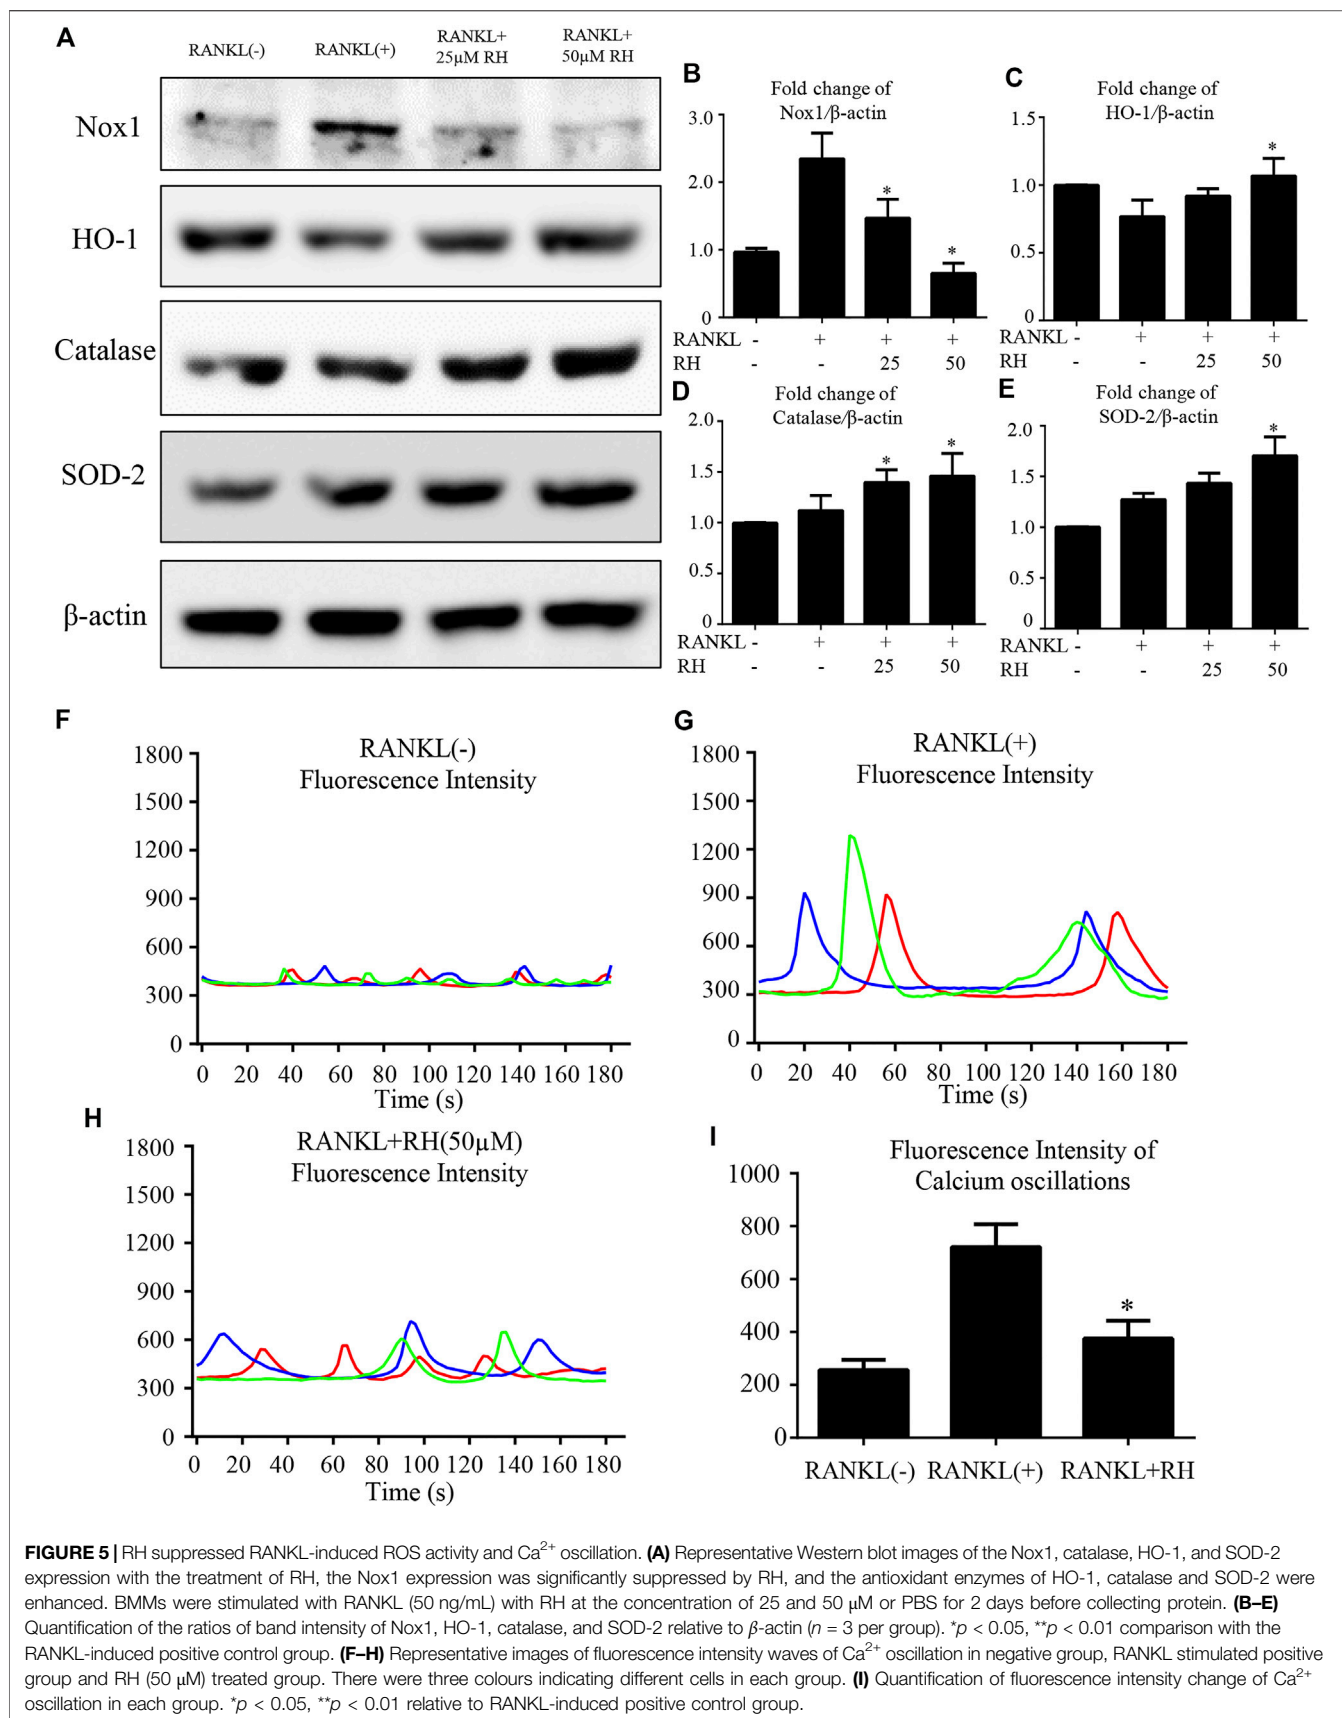 A
RANKL(-)
RANKL(+)
RANKL+
25μM RH
RANKL+
50μM RH
Nox1
HO-1
Catalase
SOD-2
β-actin
B
Fold change of
Nox1/β-actin
3.0
2.0
1.0
0
*
*
RANKL - + + +
RH - - 25 50
C
Fold change of
HO-1/β-actin
1.5
1.0
0.5
0
*
RANKL - + + +
RH - - 25 50
D
Fold change of
Catalase/β-actin
2.0
1.5
1.0
0.5
0
*
*
RANKL - + + +
RH - - 25 50
E
Fold change of
SOD-2/β-actin
2.0
1.5
1.0
0.5
0
*
RANKL - + + +
RH - - 25 50
F
RANKL(-)
Fluorescence Intensity
1800
1500
1200
900
600
300
0
0 20 40 60 80 100 120 140 160 180
Time (s)
G
RANKL(+)
Fluorescence Intensity
1800
1500
1200
900
600
300
0
0 20 40 60 80 100 120 140 160 180
Time (s)
H
RANKL+RH(50μM)
Fluorescence Intensity
1800
1500
1200
900
600
300
0
0 20 40 60 80 100 120 140 160 180
Time (s)
I
Fluorescence Intensity of
Calcium oscillations
1000
800
600
400
200
0
*
RANKL(-) RANKL(+) RANKL+RH
FIGURE 5 | RH suppressed RANKL-induced ROS activity and Ca²⁺ oscillation. (A) Representative Western blot images of the Nox1, catalase, HO-1, and SOD-2
expression with the treatment of RH, the Nox1 expression was significantly suppressed by RH, and the antioxidant enzymes of HO-1, catalase and SOD-2 were
enhanced. BMMs were stimulated with RANKL (50 ng/mL) with RH at the concentration of 25 and 50 μM or PBS for 2 days before collecting protein. (B–E)
Quantification of the ratios of band intensity of Nox1, HO-1, catalase, and SOD-2 relative to β-actin (n = 3 per group). *p < 0.05, **p < 0.01 comparison with the
RANKL-induced positive control group. (F–H) Representative images of fluorescence intensity waves of Ca²⁺ oscillation in negative group, RANKL stimulated positive
group and RH (50 μM) treated group. There were three colours indicating different cells in each group. (I) Quantification of fluorescence intensity change of Ca²⁺
oscillation in each group. *p < 0.05, **p < 0.01 relative to RANKL-induced positive control group.